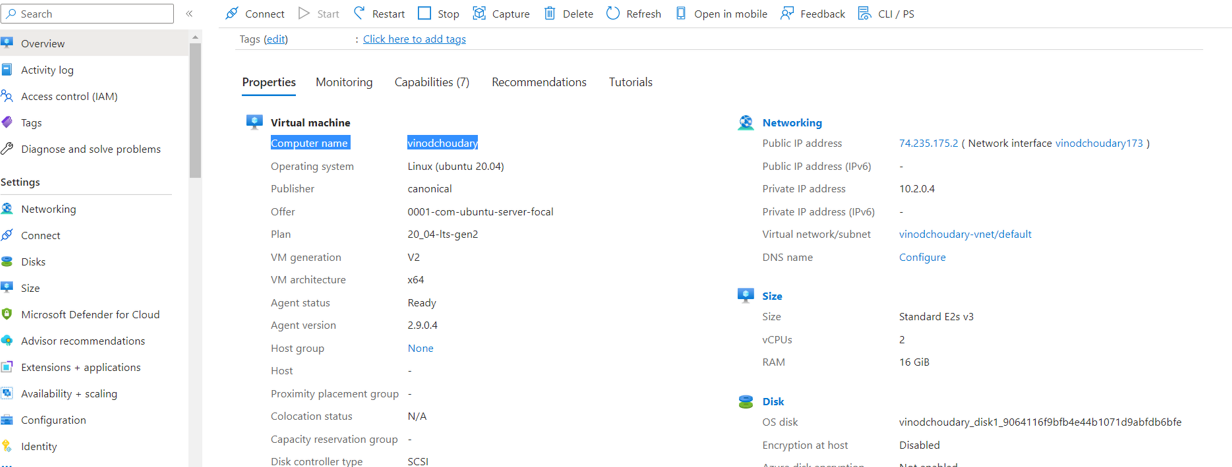 Search
«
Connect
Start
Restart
Stop
Capture
Delete
Refresh
Open in mobile
Feedback
CLI / PS
Overview
Activity log
Access control (IAM)
Tags
Diagnose and solve problems
Settings
Networking
Connect
Disks
Size
Microsoft Defender for Cloud
Advisor recommendations
Extensions + applications
Availability + scaling
Configuration
Identity
Tags (edit) : Click here to add tags
Properties Monitoring Capabilities (7) Recommendations Tutorials
Virtual machine
Computer name vinodchoudary
Operating system Linux (ubuntu 20.04)
Publisher canonical
Offer 0001-com-ubuntu-server-focal
Plan 20_04-lts-gen2
VM generation V2
VM architecture x64
Agent status Ready
Agent version 2.9.0.4
Host group None
Host -
Proximity placement group -
Colocation status N/A
Capacity reservation group -
Disk controller type SCSI
Networking
Public IP address 74.235.175.2 ( Network interface vinodchoudary173 )
Public IP address (IPv6) -
Private IP address 10.2.0.4
Private IP address (IPv6) -
Virtual network/subnet vinodchoudary-vnet/default
DNS name Configure
Size
Size Standard E2s v3
vCPUs 2
RAM 16 GiB
Disk
OS disk vinodchoudary_disk1_9064116f9bfb4e44b1071d9abfdb6bfe
Encryption at host Disabled
Azure disk encryption Not enabled